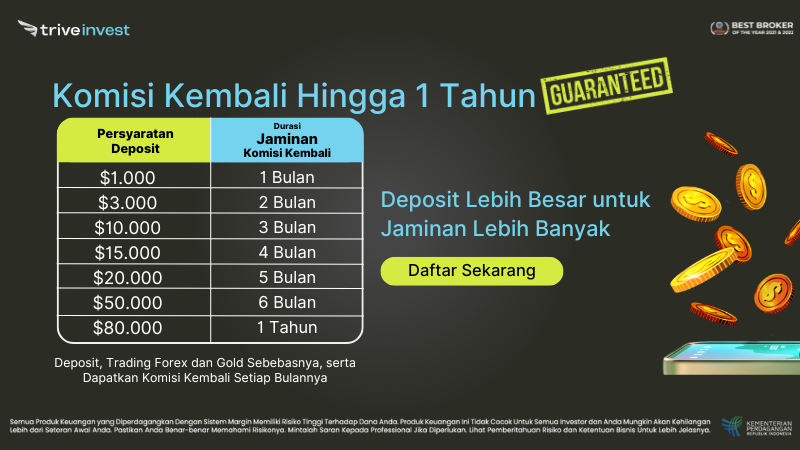 triveinvest
BEST BROKER
OF THE YEAR 2021 & 2022
Komisi Kembali Hingga 1 Tahun
GUARANTEED
Persyaratan
Deposit
Durasi
Jaminan
Komisi Kembali
$1.000 1 Bulan
$3.000 2 Bulan
$10.000 3 Bulan
$15.000 4 Bulan
$20.000 5 Bulan
$50.000 6 Bulan
$80.000 1 Tahun
Deposit Lebih Besar untuk
Jaminan Lebih Banyak
Daftar Sekarang
Deposit, Trading Forex dan Gold Sebebasnya, serta
Dapatkan Komisi Kembali Setiap Bulannya
Semua Produk Keuangan yang Diperdagangkan Dengan Sistem Margin Memiliki Risiko Tinggi Terhadap Dana Anda. Produk Keuangan Ini Tidak Cocok Untuk Semua Investor dan Anda Mungkin Akan Kehilangan
Lebih dari Setoran Awal Anda. Pastikan Anda Benar-benar Memahami Risikonya. Mintalah Saran Kepada Professional Jika Diperlukan. Lihat Pemberitahuan Risiko dan Ketentuan Bisnis Untuk Lebih Jelasnya.
KEMENTERIAN
PERDAGANGAN
REPUBLIK INDONESIA